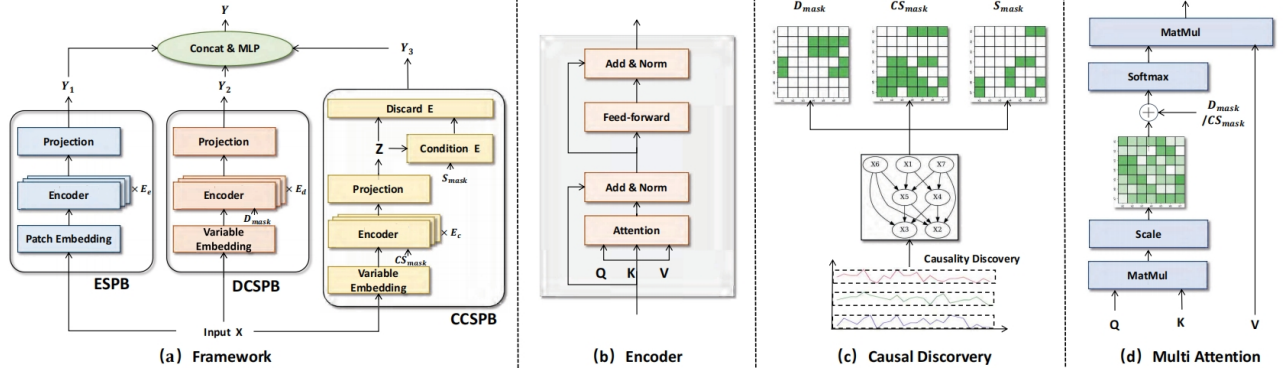 Y
Concat & MLP
Y1
Y2
Y3
Projection
Encoder
× Ee
Patch Embedding
ESPB
Projection
Encoder
× Ed
Dmask
Variable
Embedding
DCSPB
Discard E
Z
Condition E
Smask
Projection
Encoder
× Ec
CSmask
Variable
Embedding
CCSPB
Input X
(a) Framework
Add & Norm
Feed-forward
Add & Norm
Attention
Q K V
(b) Encoder
Dmask CSmask Smask
X6 X1 X7
X5 X4
X3 X2
Causality Discovery
(c) Causal Discorvery
MatMul
Softmax
+
Dmask
/CSmask
Scale
MatMul
Q K V
(d) Multi Attention